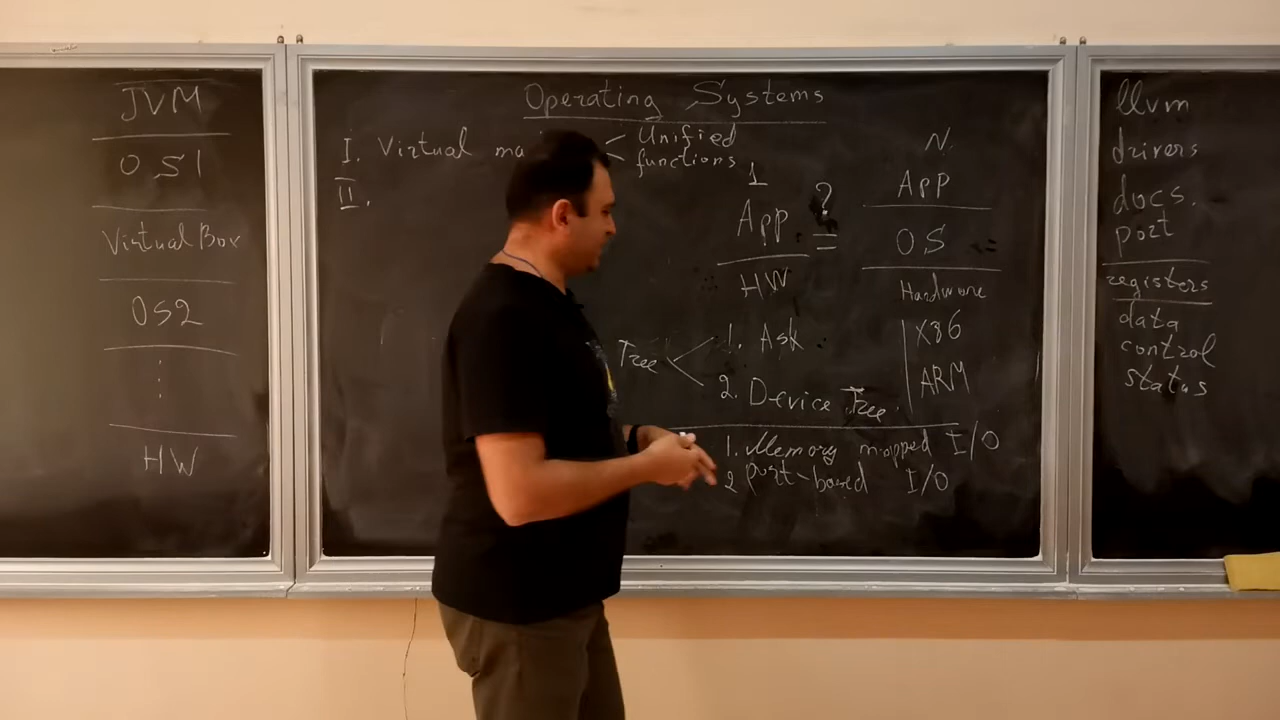 JVM
OS1
VirtualBox
OS2
HW
Operating Systems
I. Virtual ma
Unified
functions
II.
1
App
HW
?
=
N.
App
OS
Hardware
x86
ARM
Tree
1. Ask
2. Device Tree
1. Memory mapped I/O
2 port-based I/O
llvm
drivers
docs.
port
registers
data
control
status